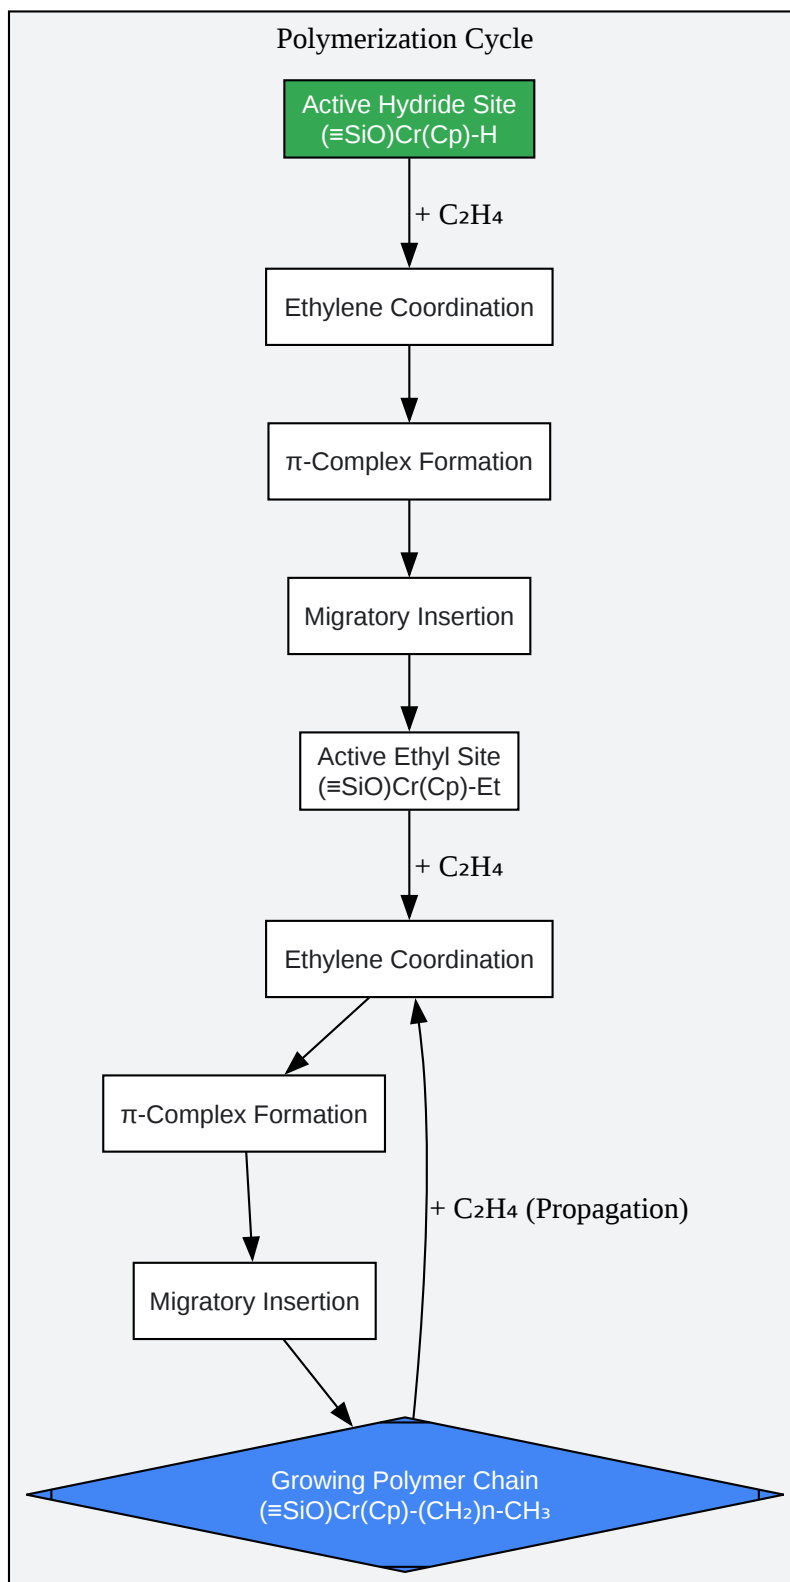 Polymerization Cycle
Active Hydride Site
(≡SiO)Cr(Cp)-H
+ C₂H₄
Ethylene Coordination
π-Complex Formation
Migratory Insertion
Active Ethyl Site
(≡SiO)Cr(Cp)-Et
+ C₂H₄
Ethylene Coordination
π-Complex Formation
+ C₂H₄ (Propagation)
Migratory Insertion
Growing Polymer Chain
(≡SiO)Cr(Cp)-(CH₂)n-CH₃